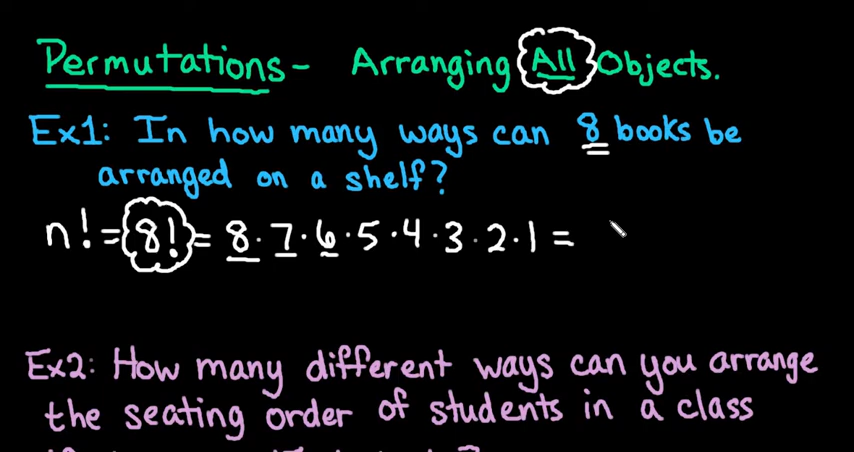 Permutations- Arranging All Objects.
Ex1: In how many ways can 8 books be
arranged on a shelf?
n! = 8! = 8 · 7 · 6 · 5 · 4 · 3 · 2 · 1 =
Ex2: How many different ways can you arrange
the seating order of students in a class